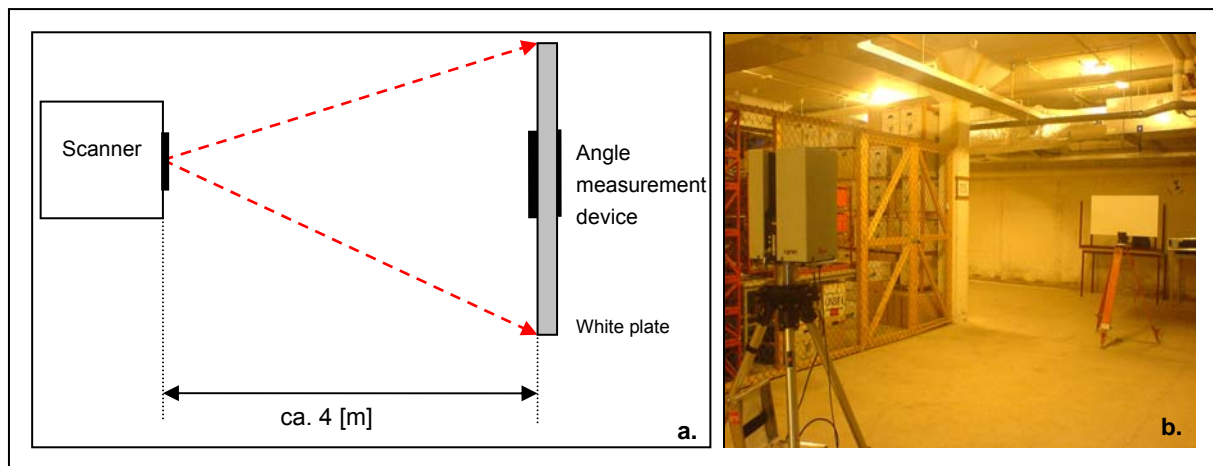 Scanner
Angle
measurement
device
White plate
ca. 4 [m]
a.
b.